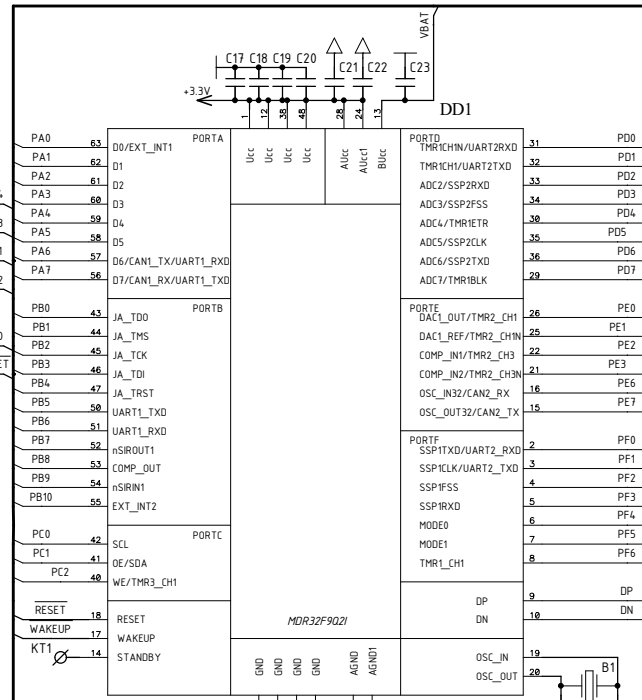 VBAT
C17 C18 C19 C20 C21 C22 C23
+3.3V
DD1
1 12 38 48 28 24 13
PORTA
Ucc Ucc Ucc Ucc AUcc AUcc1 BUcc
PA0 63 D0/EXT_INT1
PA1 62 D1
PA2 61 D2
PA3 60 D3
PA4 59 D4
PA5 58 D5
PA6 57 D6/CAN1_TX/UART1_RXD
PA7 56 D7/CAN1_RX/UART1_TXD
PORTB
PB0 43 JA_TDO
PB1 44 JA_TMS
PB2 45 JA_TCK
PB3 46 JA_TDI
PB4 47 JA_TRST
PB5 50 UART1_TXD
PB6 51 UART1_RXD
PB7 52 nSIROUT1
PB8 53 COMP_OUT
PB9 54 nSIRIN1
PB10 55 EXT_INT2
PORTC
PC0 42 SCL
PC1 41 OE/SDA
PC2 40 WE/TMR3_CH1
RESET 18 RESET
WAKEUP 17 WAKEUP
KT1 14 STANDBY
MDR32F9Q2I
GND GND GND GND AGND AGND1
PORTD
TMR1CH1N/UART2RXD 31 PD0
TMR1CH1/UART2TXD 32 PD1
ADC2/SSP2RXD 33 PD2
ADC3/SSP2FSS 34 PD3
ADC4/TMR1ETR 30 PD4
ADC5/SSP2CLK 35 PD5
ADC6/SSP2TXD 36 PD6
ADC7/TMR1BLK 29 PD7
PORTE
DAC1_OUT/TMR2_CH1 26 PE0
DAC1_REF/TMR2_CH1N 25 PE1
COMP_IN1/TMR2_CH3 22 PE2
COMP_IN2/TMR2_CH3N 21 PE3
OSC_IN32/CAN2_RX 16 PE6
OSC_OUT32/CAN2_TX 15 PE7
PORTF
SSP1TXD/UART2_RXD 2 PF0
SSP1CLK/UART2_TXD 3 PF1
SSP1FSS 4 PF2
SSP1RXD 5 PF3
MODE0 6 PF4
MODE1 7 PF5
TMR1_CH1 8 PF6
DP 9 DP
DN 10 DN
OSC_IN 19
OSC_OUT 20
B1